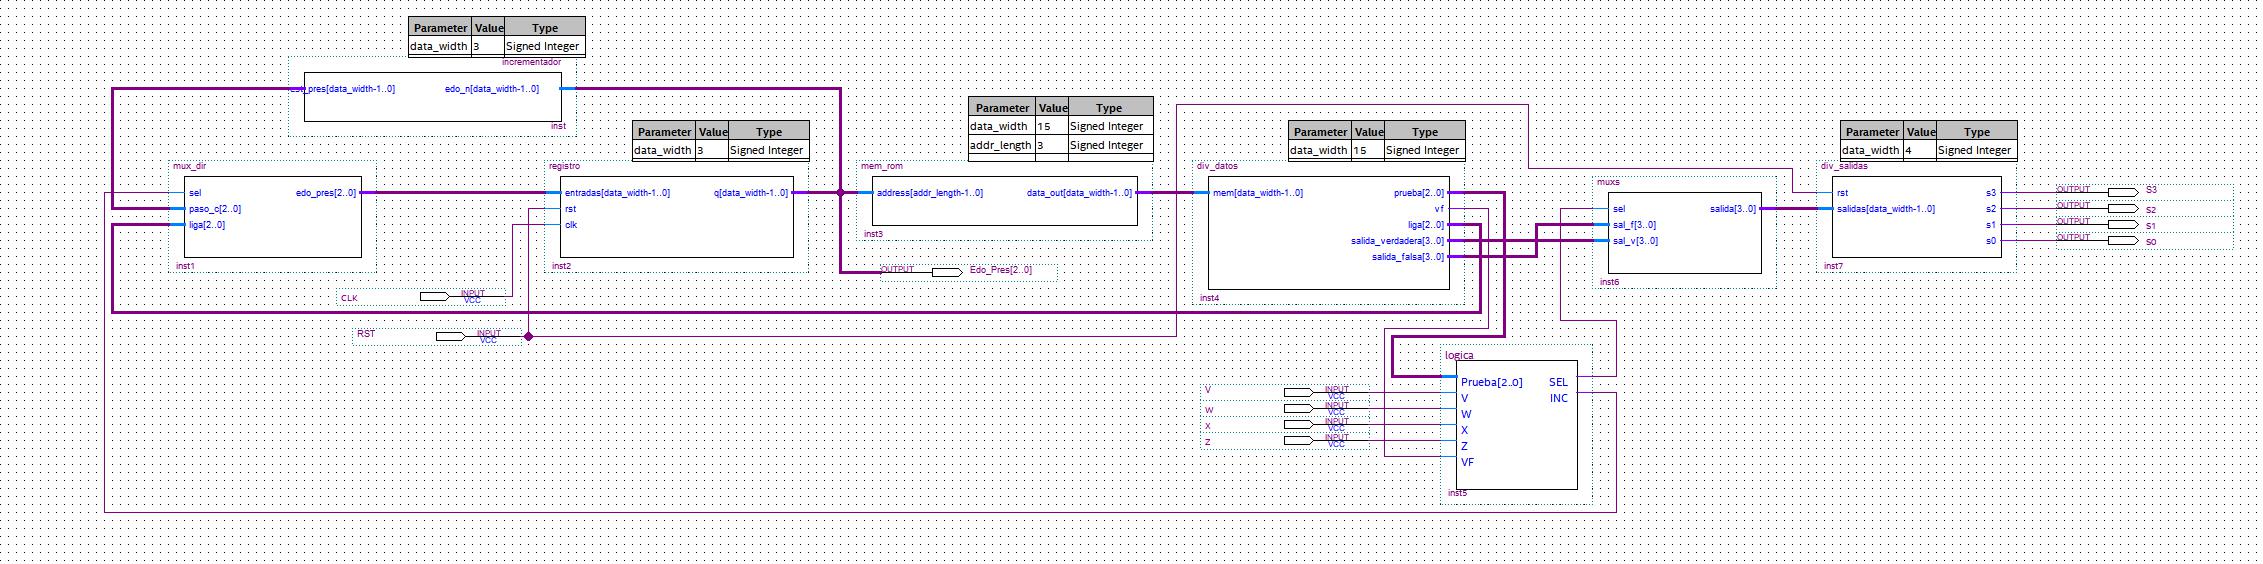 Parameter Value Type
data_width 3 Signed Integer
incrementador
pres[data_width-1..0] edo_n[data_width-1..0]
inst
Parameter Value Type
data_width 3 Signed Integer
Parameter Value Type
data_width 15 Signed Integer
addr_length 3 Signed Integer
Parameter Value Type
data_width 15 Signed Integer
Parameter Value Type
data_width 4 Signed Integer
mux_dir
sel edo_pres[2..0]
paso_c[2..0]
liga[2..0]
inst1
registro
entradas[data_width-1..0] q[data_width-1..0]
rst
clk
inst2
mem_rom
address[addr_length-1..0] data_out[data_width-1..0]
inst3
div_datos
mem[data_width-1..0] prueba[2..0]
vf
liga[2..0]
salida_verdadera[3..0]
salida_falsa[3..0]
inst4
muxs
sel salida[3..0]
sal_f[3..0]
sal_v[3..0]
inst6
div_salidas
rst s3
salidas[data_width-1..0] s2
s1
s0
inst7
OUTPUT S3
OUTPUT S2
OUTPUT S1
OUTPUT S0
OUTPUT Edo_Pres[2..0]
CLK INPUT
VCC
RST INPUT
VCC
logica
Prueba[2..0] SEL
V INC
W
X
Z
VF
inst5
V INPUT
VCC
W INPUT
VCC
X INPUT
VCC
Z INPUT
VCC